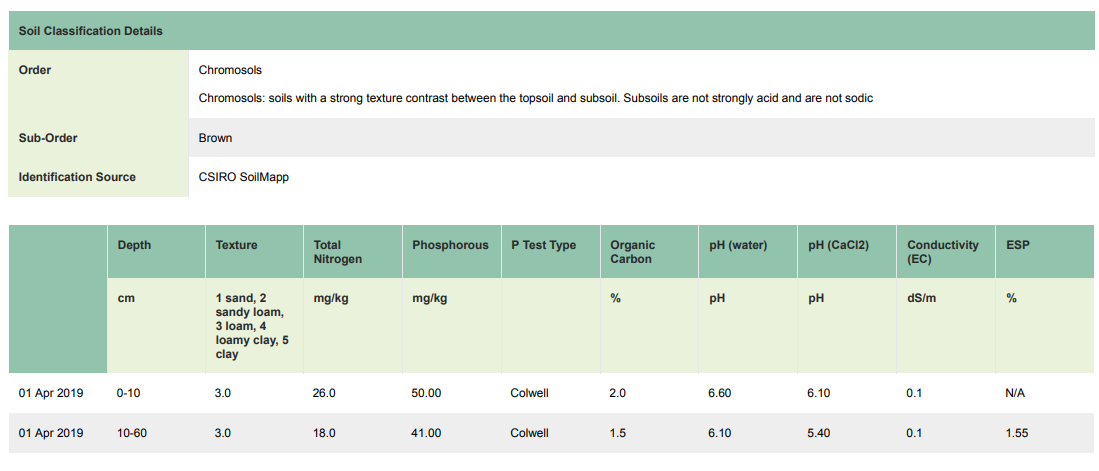 Soil Classification Details
Order
Chromosols
Chromosols: soils with a strong texture contrast between the topsoil and subsoil. Subsoils are not strongly acid and are not sodic
Sub-Order
Brown
Identification Source
CSIRO SoilMapp
Depth
Texture
Total
Nitrogen
Phosphorous
P Test Type
Organic
Carbon
pH (water)
pH (CaCl2)
Conductivity
(EC)
ESP
cm
1 sand, 2
sandy loam,
3 loam, 4
loamy clay, 5
clay
mg/kg
mg/kg
%
pH
pH
dS/m
%
01 Apr 2019 0-10 3.0 26.0 50.00 Colwell 2.0 6.60 6.10 0.1 N/A
01 Apr 2019 10-60 3.0 18.0 41.00 Colwell 1.5 6.10 5.40 0.1 1.55